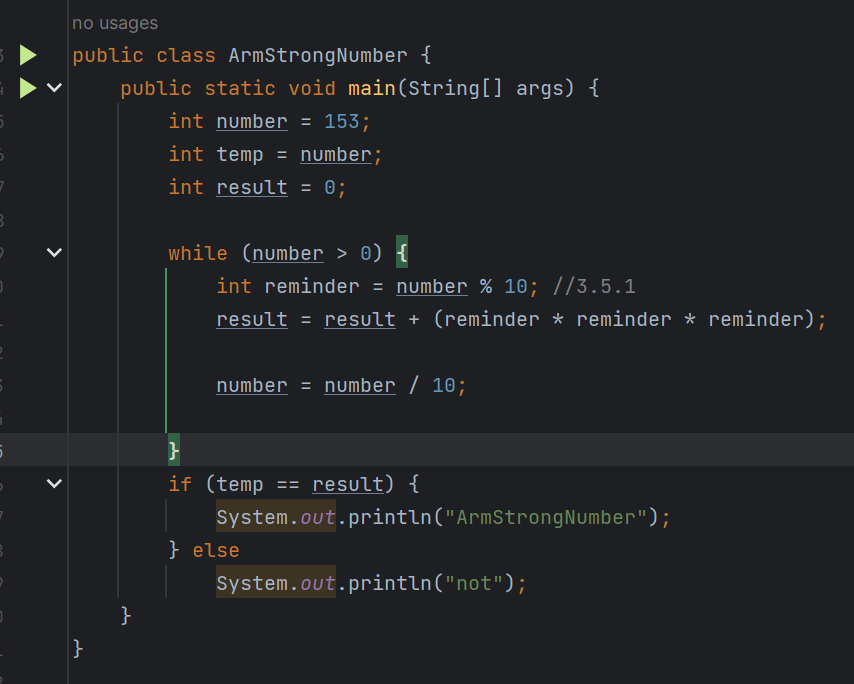 no usages
public class ArmStrongNumber {
public static void main(String[] args) {
int number = 153;
int temp = number;
int result = 0;
while (number > 0) {
int reminder = number % 10; //3.5.1
result = result + (reminder * reminder * reminder);
number = number / 10;
}
if (temp == result) {
System.out.println("ArmStrongNumber");
} else
System.out.println("not");
}
}